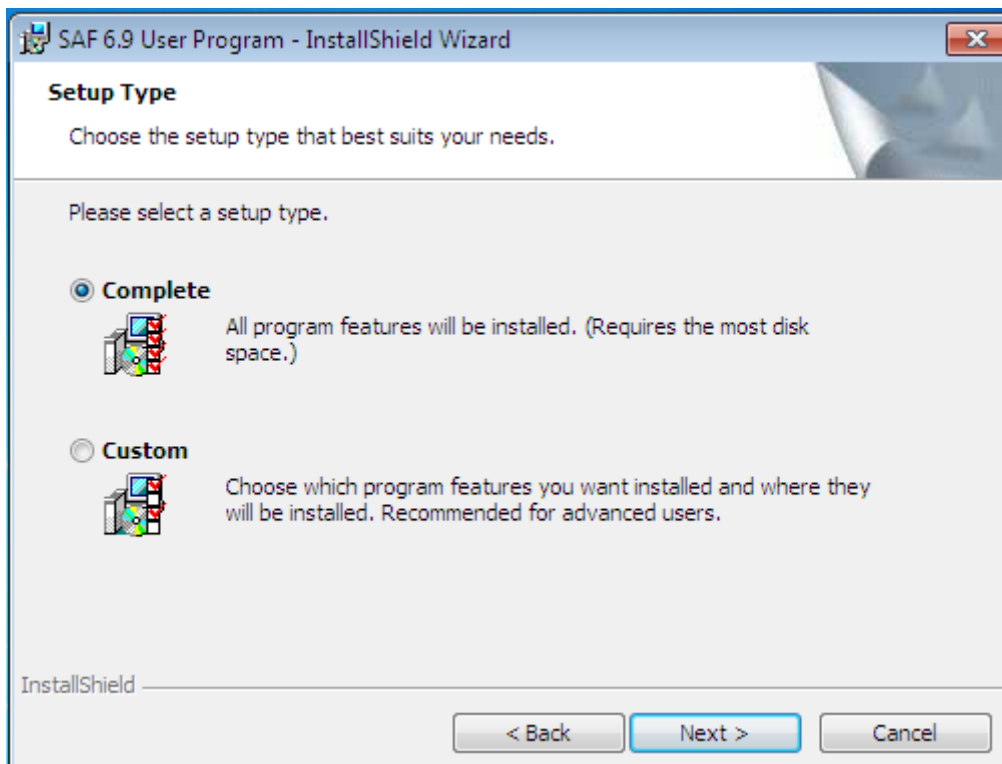 SAF 6.9 User Program - InstallShield Wizard
Setup Type
Choose the setup type that best suits your needs.
Please select a setup type.
Complete
All program features will be installed. (Requires the most disk
space.)
Custom
Choose which program features you want installed and where they
will be installed. Recommended for advanced users.
InstallShield
< Back
Next >
Cancel